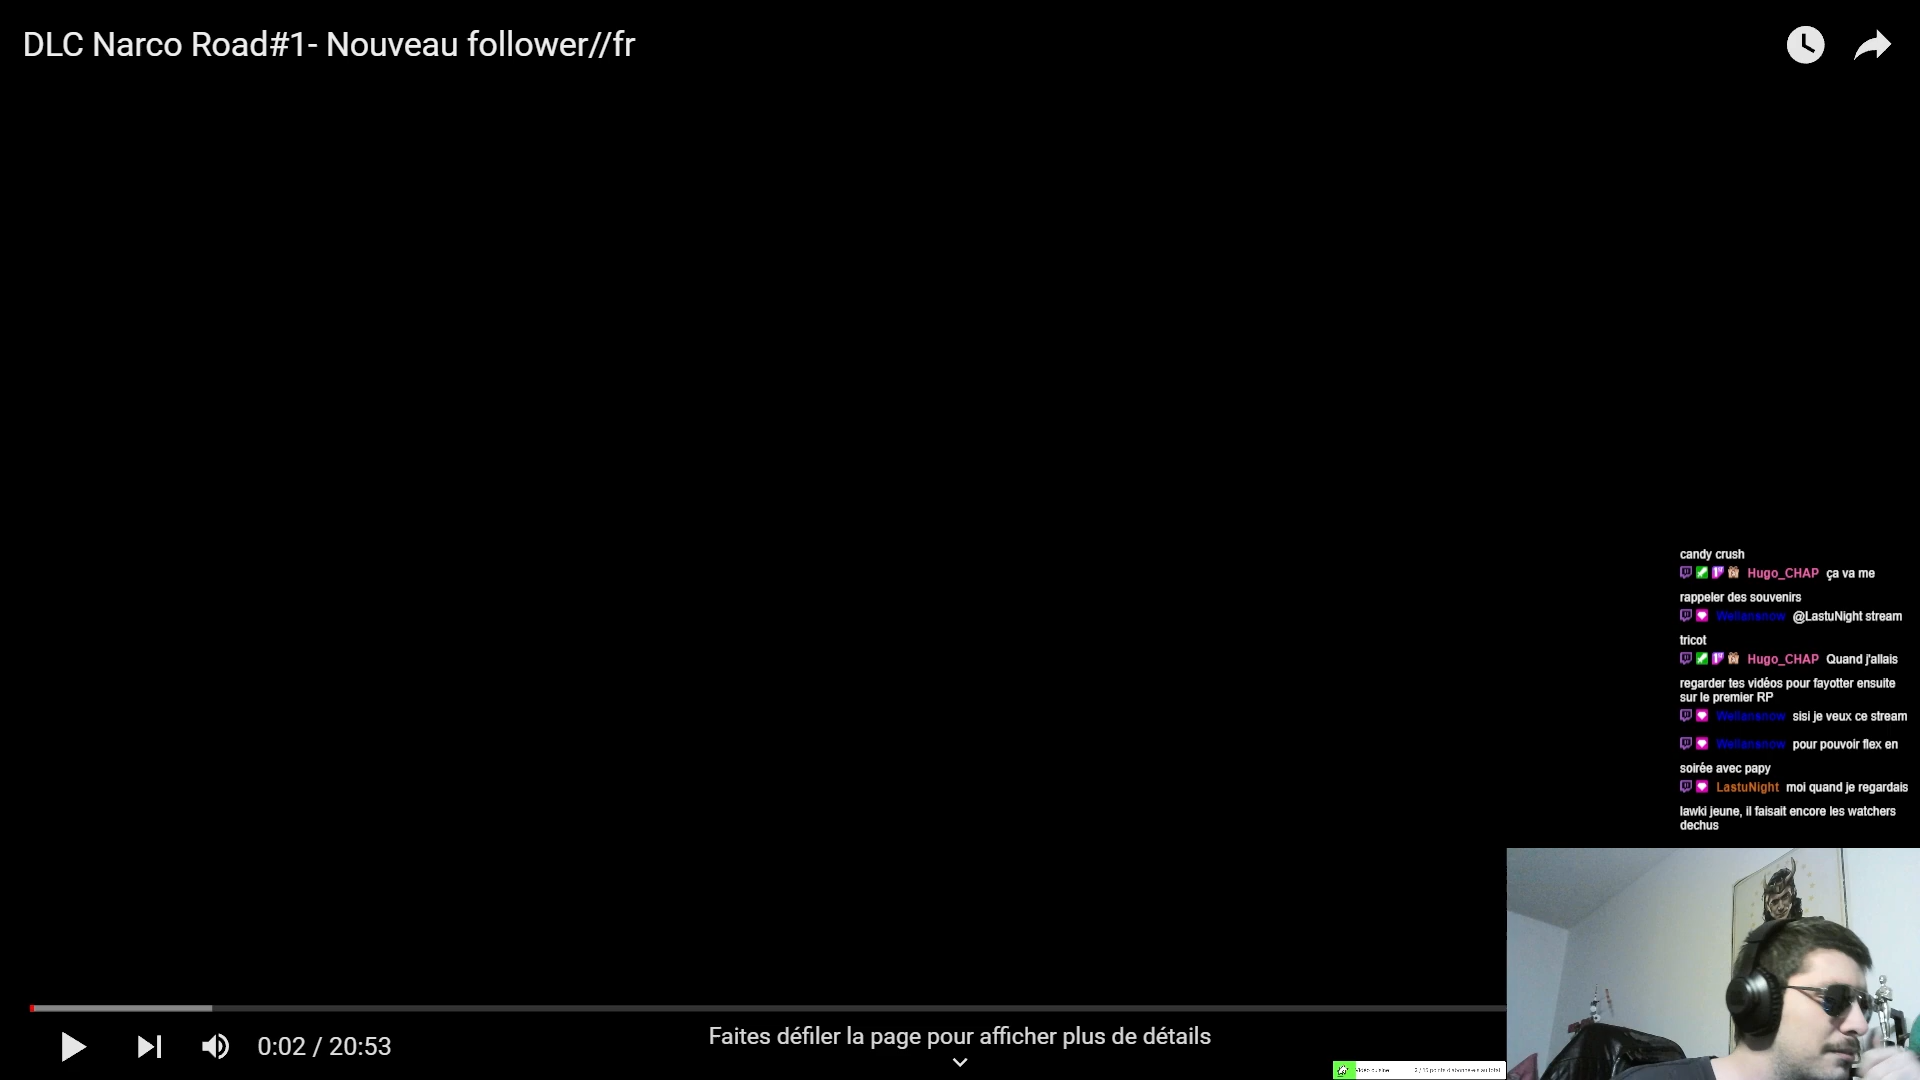 DLC Narco Road#1- Nouveau follower//fr
candy crush
Hugo_CHAP ça va me
rappeler des souvenirs
Wellansnow @LastuNight stream
tricot
Hugo_CHAP Quand j'allais
regarder tes vidéos pour fayotter ensuite
sur le premier RP
Wellansnow sisi je veux ce stream
Wellansnow pour pouvoir flex en
soirée avec papy
LastuNight moi quand je regardais
lawki jeune, il faisait encore les watchers
dechus
0:02 / 20:53
Faites défiler la page pour afficher plus de détails